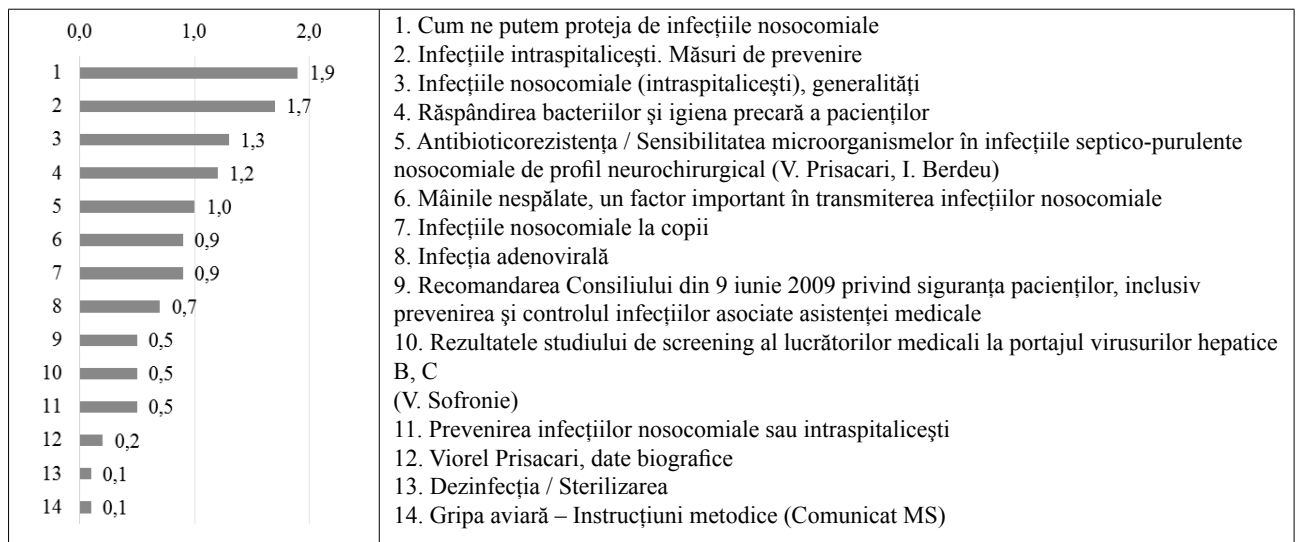 0,0 1,0 2,0
1 1,9
2 1,7
3 1,3
4 1,2
5 1,0
6 0,9
7 0,9
8 0,7
9 0,5
10 0,5
11 0,5
12 0,2
13 0,1
14 0,1
1. Cum ne putem proteja de infecțiile nosocomiale
2. Infecțiile intraspitaliceşti. Măsuri de prevenire
3. Infecțiile nosocomiale (intraspitaliceşti), generalități
4. Răspândirea bacteriilor şi igiena precară a pacienților
5. Antibioticorezistența / Sensibilitatea microorganismelor în infecțiile septico-purulente
nosocomiale de profil neurochirurgical (V. Prisacari, I. Berdeu)
6. Mâinile nespălate, un factor important în transmiterea infecțiilor nosocomiale
7. Infecțiile nosocomiale la copii
8. Infecția adenovirală
9. Recomandarea Consiliului din 9 iunie 2009 privind siguranța pacienților, inclusiv
prevenirea şi controlul infecțiilor asociate asistenței medicale
10. Rezultatele studiului de screening al lucrătorilor medicali la portajul virusurilor hepatice
B, C
(V. Sofronie)
11. Prevenirea infecțiilor nosocomiale sau intraspitaliceşti
12. Viorel Prisacari, date biografice
13. Dezinfecția / Sterilizarea
14. Gripa aviară – Instrucțiuni metodice (Comunicat MS)